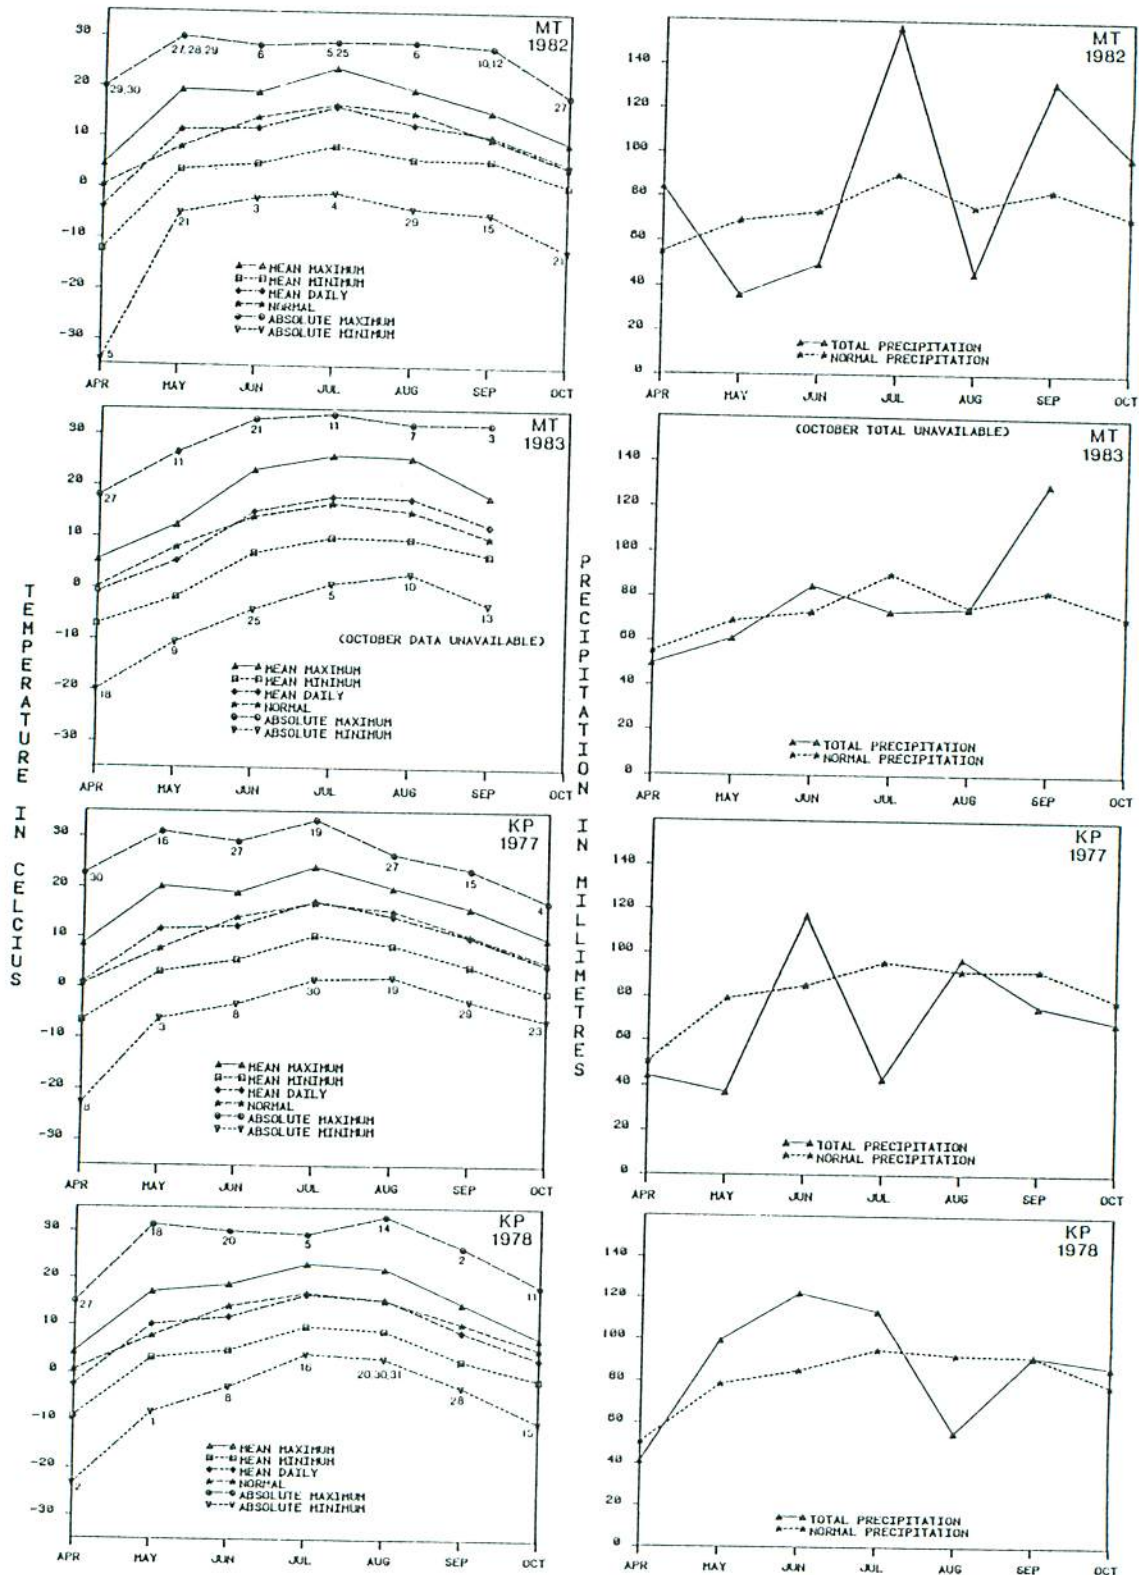 TEMPERATURE IN CELCIUS
PRECIPITATION IN MILLIMETRES
MT
1982
30
20
10
0
-10
-20
-30
29,30
27,28,29
6
5,25
6
10,12
27
5
21
3
4
29
15
21
MEAN MAXIMUM
MEAN MINIMUM
MEAN DAILY
NORMAL
ABSOLUTE MAXIMUM
ABSOLUTE MINIMUM
APR MAY JUN JUL AUG SEP OCT
MT
1982
140
120
100
80
60
40
20
0
TOTAL PRECIPITATION
NORMAL PRECIPITATION
APR MAY JUN JUL AUG SEP OCT
MT
1983
30
20
10
0
-10
-20
-30
27
11
21
11
7
3
18
9
25
5
10
13
(OCTOBER DATA UNAVAILABLE)
MEAN MAXIMUM
MEAN MINIMUM
MEAN DAILY
NORMAL
ABSOLUTE MAXIMUM
ABSOLUTE MINIMUM
APR MAY JUN JUL AUG SEP OCT
(OCTOBER TOTAL UNAVAILABLE)
MT
1983
140
120
100
80
60
40
20
0
TOTAL PRECIPITATION
NORMAL PRECIPITATION
APR MAY JUN JUL AUG SEP OCT
KP
1977
30
20
10
0
-10
-20
-30
30
16
27
19
27
15
4
8
3
8
30
19
29
23
MEAN MAXIMUM
MEAN MINIMUM
MEAN DAILY
NORMAL
ABSOLUTE MAXIMUM
ABSOLUTE MINIMUM
APR MAY JUN JUL AUG SEP OCT
KP
1977
140
120
100
80
60
40
20
0
TOTAL PRECIPITATION
NORMAL PRECIPITATION
APR MAY JUN JUL AUG SEP OCT
KP
1978
30
20
10
0
-10
-20
-30
27
18
20
5
14
2
11
2
1
8
16
20,30,31
28
15
MEAN MAXIMUM
MEAN MINIMUM
MEAN DAILY
NORMAL
ABSOLUTE MAXIMUM
ABSOLUTE MINIMUM
APR MAY JUN JUL AUG SEP OCT
KP
1978
140
120
100
80
60
40
20
0
TOTAL PRECIPITATION
NORMAL PRECIPITATION
APR MAY JUN JUL AUG SEP OCT